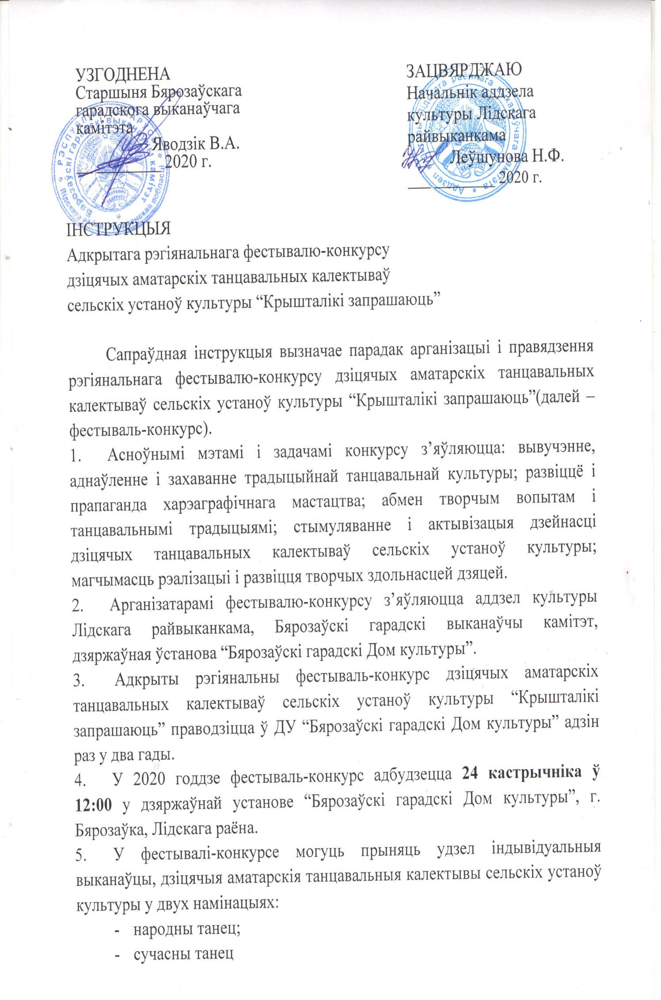 УЗГОДНЕНА
Старшыня Бярозаўскага
гарадскога выканаўчага
камітэта
Яводзік В.А.
___ __________ 2020 г.
ЗАЦВЯРДЖАЮ
Начальнік аддзела
культуры Лідскага
райвыканкама
Леўшунова Н.Ф.
___ ________ 2020 г.
ІНСТРУКЦЫЯ
Адкрытага рэгіянальнага фестывалю-конкурсу
дзіцячых аматарскіх танцавальных калектываў
сельскіх устаноў культуры “Крышталікі запрашаюць”
Сапраўдная інструкцыя вызначае парадак арганізацыі і правядзення
рэгіянальнага фестывалю-конкурсу дзіцячых аматарскіх танцавальных
калектываў сельскіх устаноў культуры “Крышталікі запрашаюць”(далей –
фестываль-конкурс).
1. Асноўнымі мэтамі і задачамі конкурсу з’яўляюцца: вывучэнне,
аднаўленне і захаванне традыцыйнай танцавальнай культуры; развіццё і
прапаганда харэаграфічнага мастацтва; абмен творчым вопытам і
танцавальнымі традыцыямі; стымуляванне і актывізацыя дзейнасці
дзіцячых танцавальных калектываў сельскіх устаноў культуры;
магчымасць рэалізацыі і развіцця творчых здольнасцей дзяцей.
2. Арганізатарамі фестывалю-конкурсу з’яўляюцца аддзел культуры
Лідскага райвыканкама, Бярозаўскі гарадскі выканаўчы камітэт,
дзяржаўная ўстанова “Бярозаўскі гарадскі Дом культуры”.
3. Адкрыты рэгіянальны фестываль-конкурс дзіцячых аматарскіх
танцавальных калектываў сельскіх устаноў культуры “Крышталікі
запрашаюць” праводзіцца ў ДУ “Бярозаўскі гарадскі Дом культуры” адзін
раз у два гады.
4. У 2020 годдзе фестываль-конкурс адбудзецца 24 кастрычніка ў
12:00 у дзяржаўнай установе “Бярозаўскі гарадскі Дом культуры”, г.
Бярозаўка, Лідскага раёна.
5. У фестывалі-конкурсе могуць прыняць удзел індывідуальныя
выканаўцы, дзіцячыя аматарскія танцавальныя калектывы сельскіх устаноў
культуры у двух намінацыях:
- народны танец;
- сучасны танец